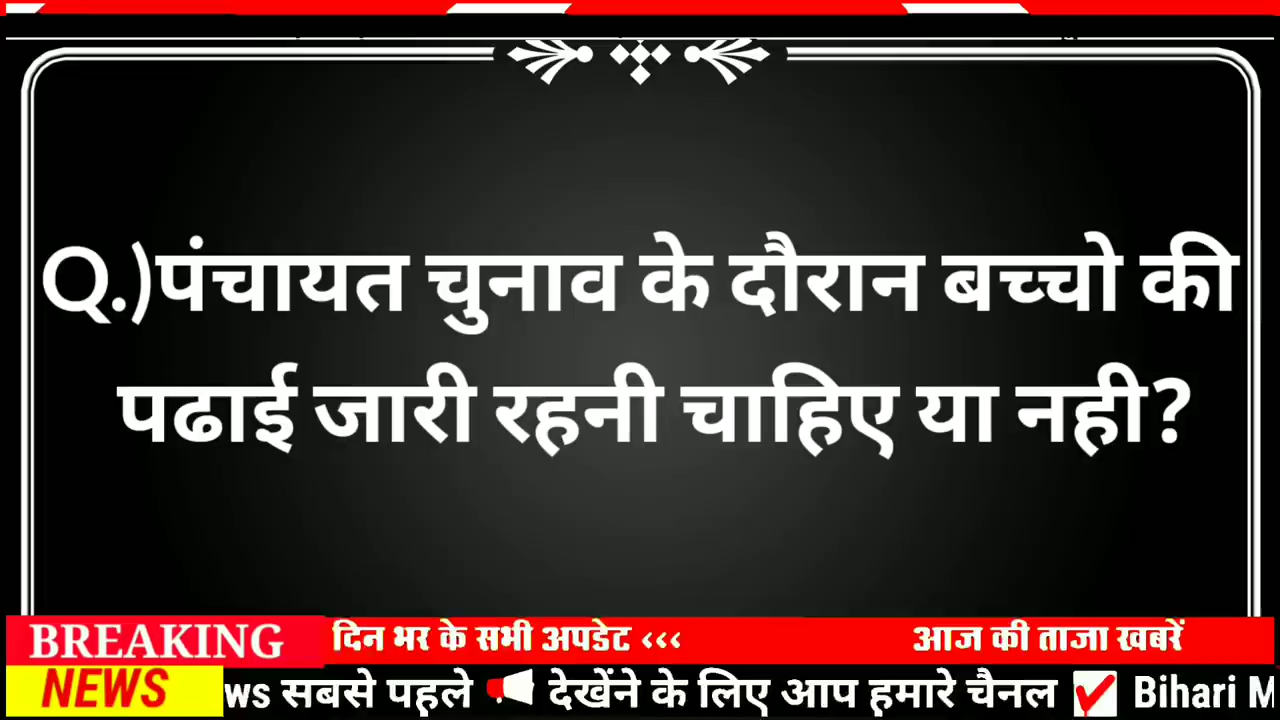 Q.)पंचायत चुनाव के दौरान बच्चो की
पढाई जारी रहनी चाहिए या नही?
BREAKING
NEWS
दिन भर के सभी अपडेट ‹‹‹ आज की ताजा खबरें
ws सबसे पहले देखेंने के लिए आप हमारे चैनल Bihari M